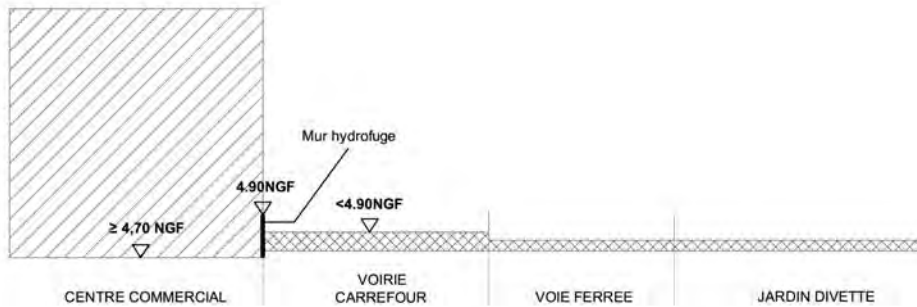 Mur hydrofuge
4.90NGF
<4.90NGF
≥ 4,70 NGF
CENTRE COMMERCIAL
VOIRIE
CARREFOUR
VOIE FERREE
JARDIN DIVETTE